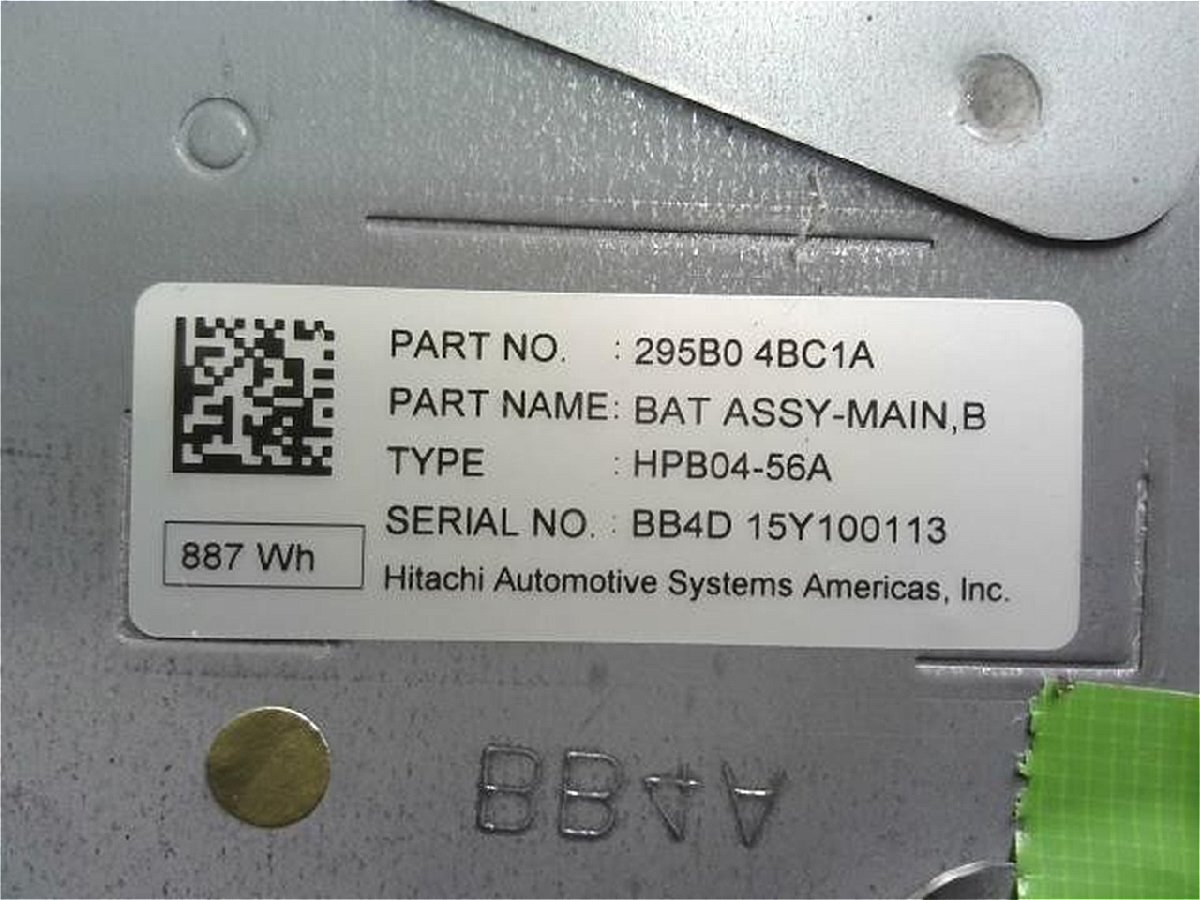 PART NO. : 295B0 4BC1A
PART NAME: BAT ASSY-MAIN,B
TYPE : HPB04-56A
SERIAL NO. : BB4D 15Y100113
887 Wh
Hitachi Automotive Systems Americas, Inc.
BB4A